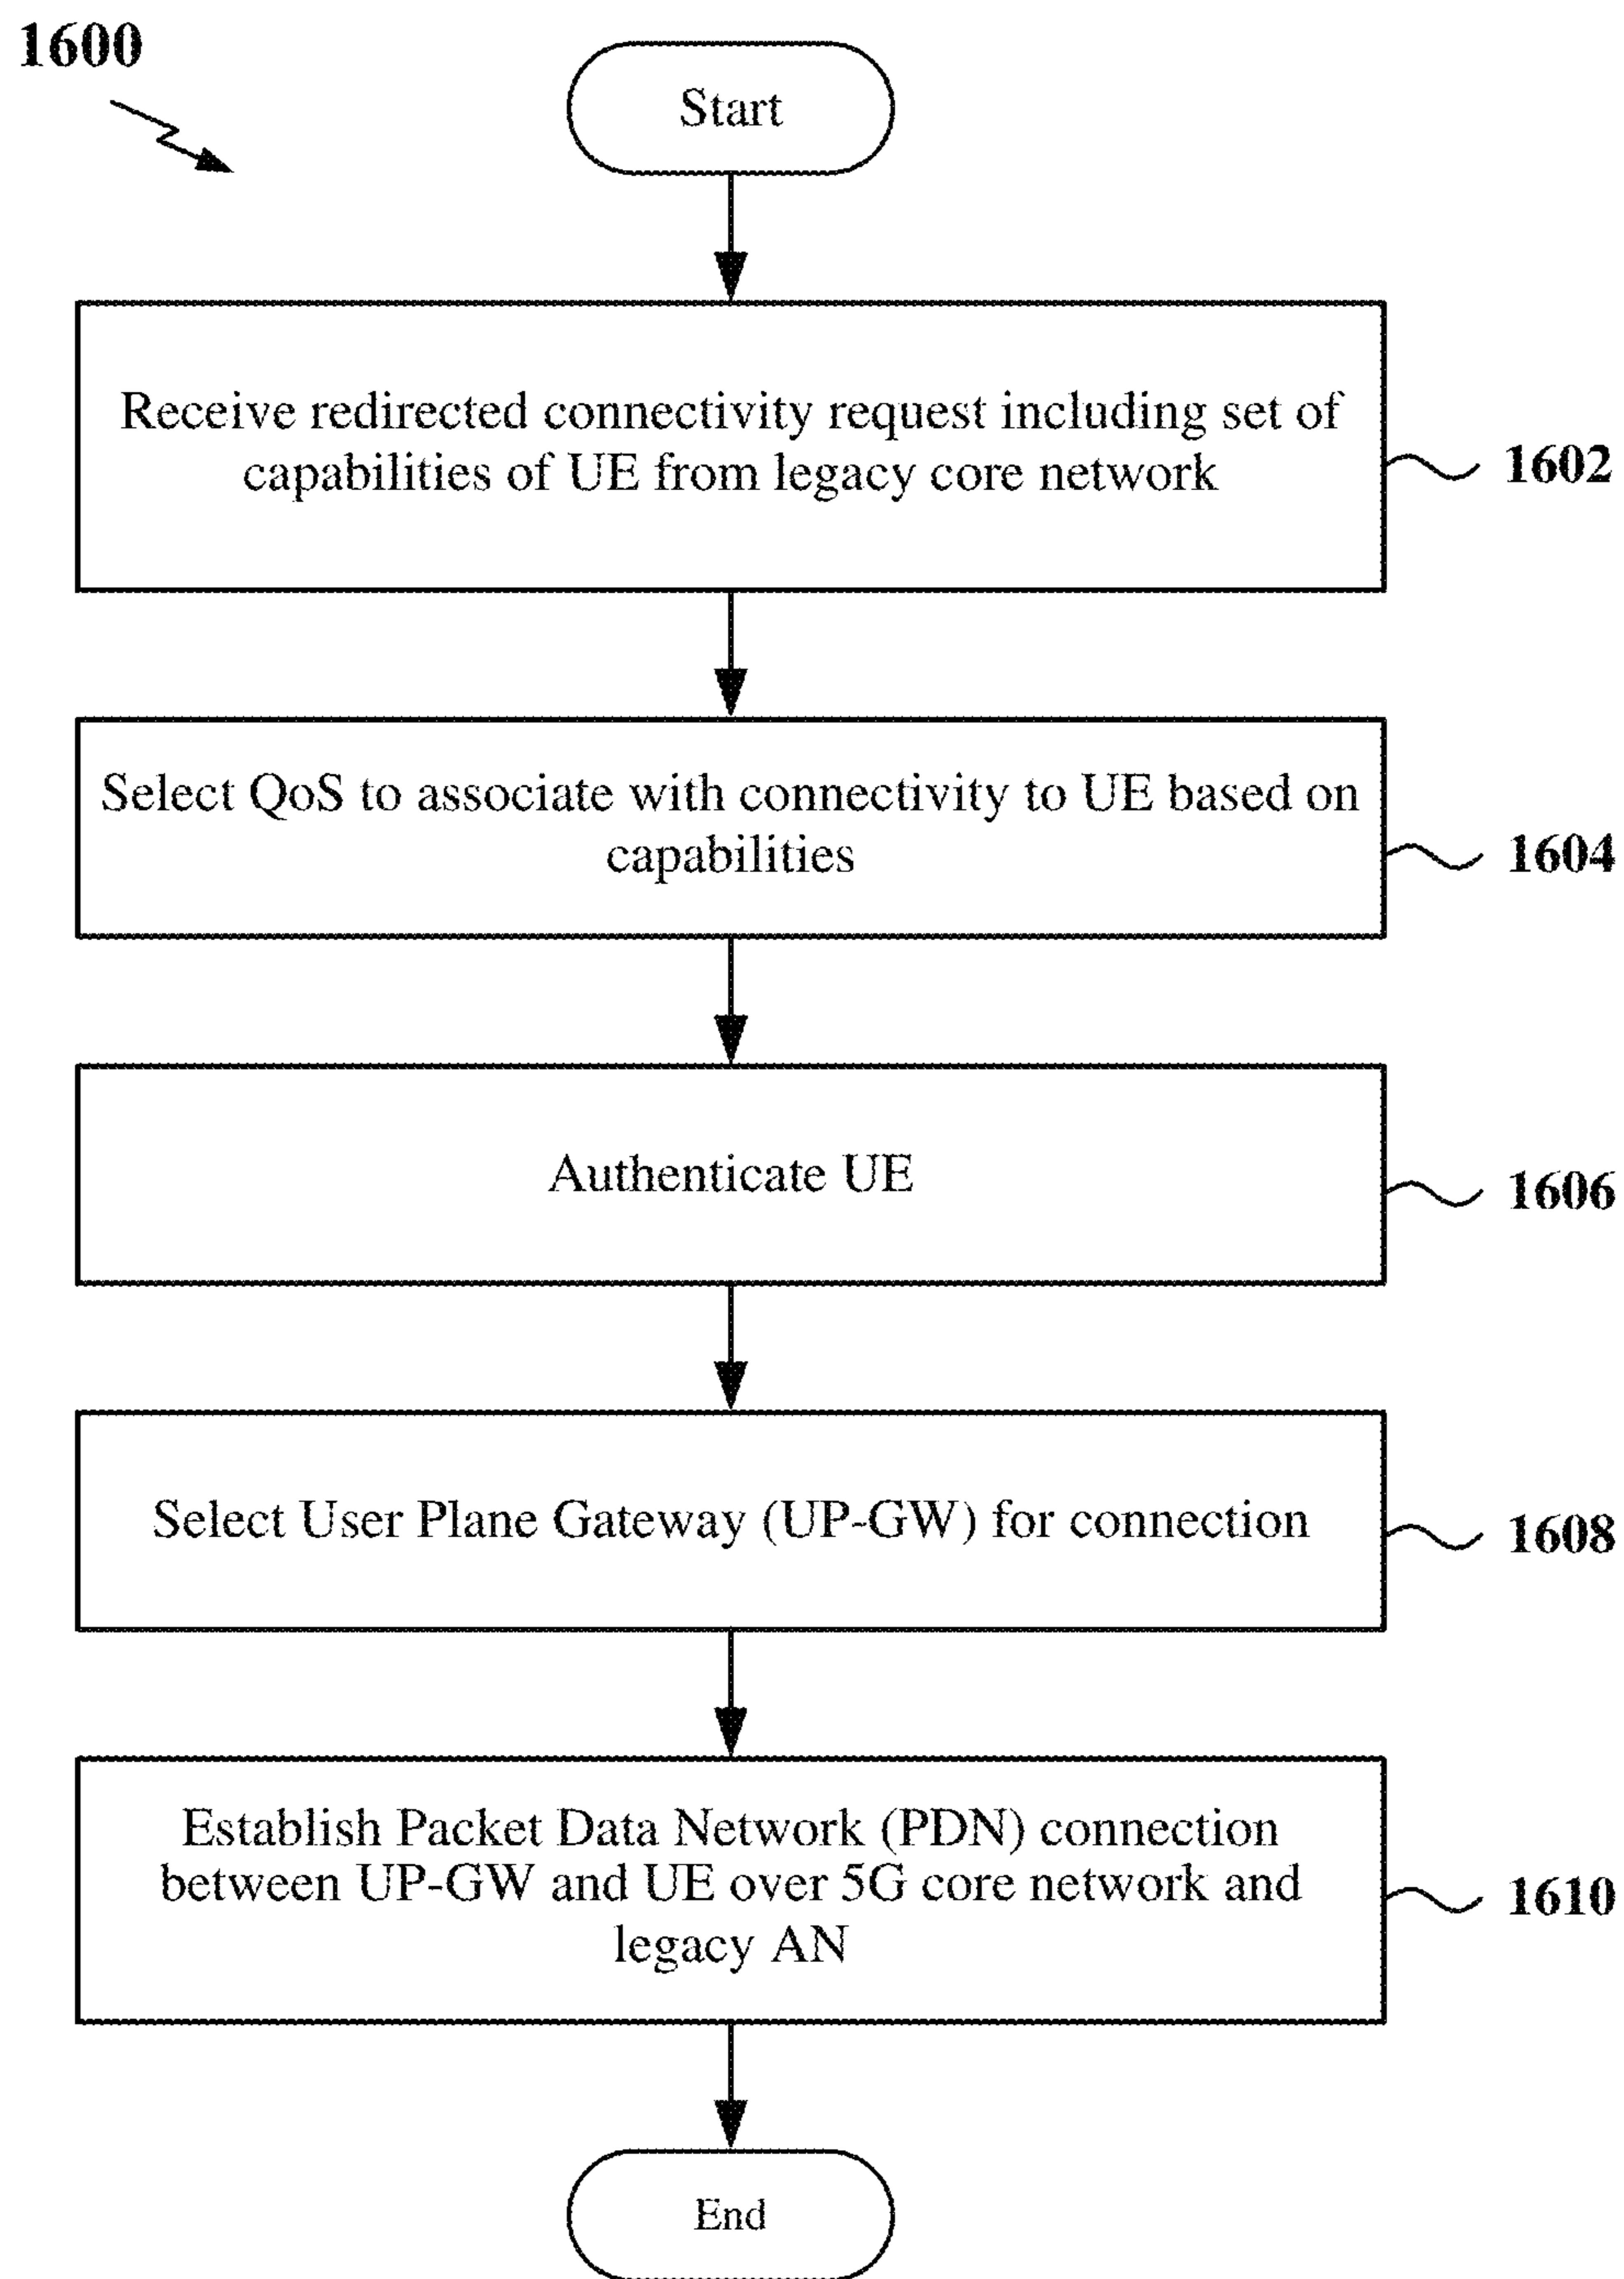 1600
Start
Receive redirected connectivity request including set of
capabilities of UE from legacy core network
1602
Select QoS to associate with connectivity to UE based on
capabilities
1604
Authenticate UE
1606
Select User Plane Gateway (UP-GW) for connection
1608
Establish Packet Data Network (PDN) connection
between UP-GW and UE over 5G core network and
legacy AN
1610
End